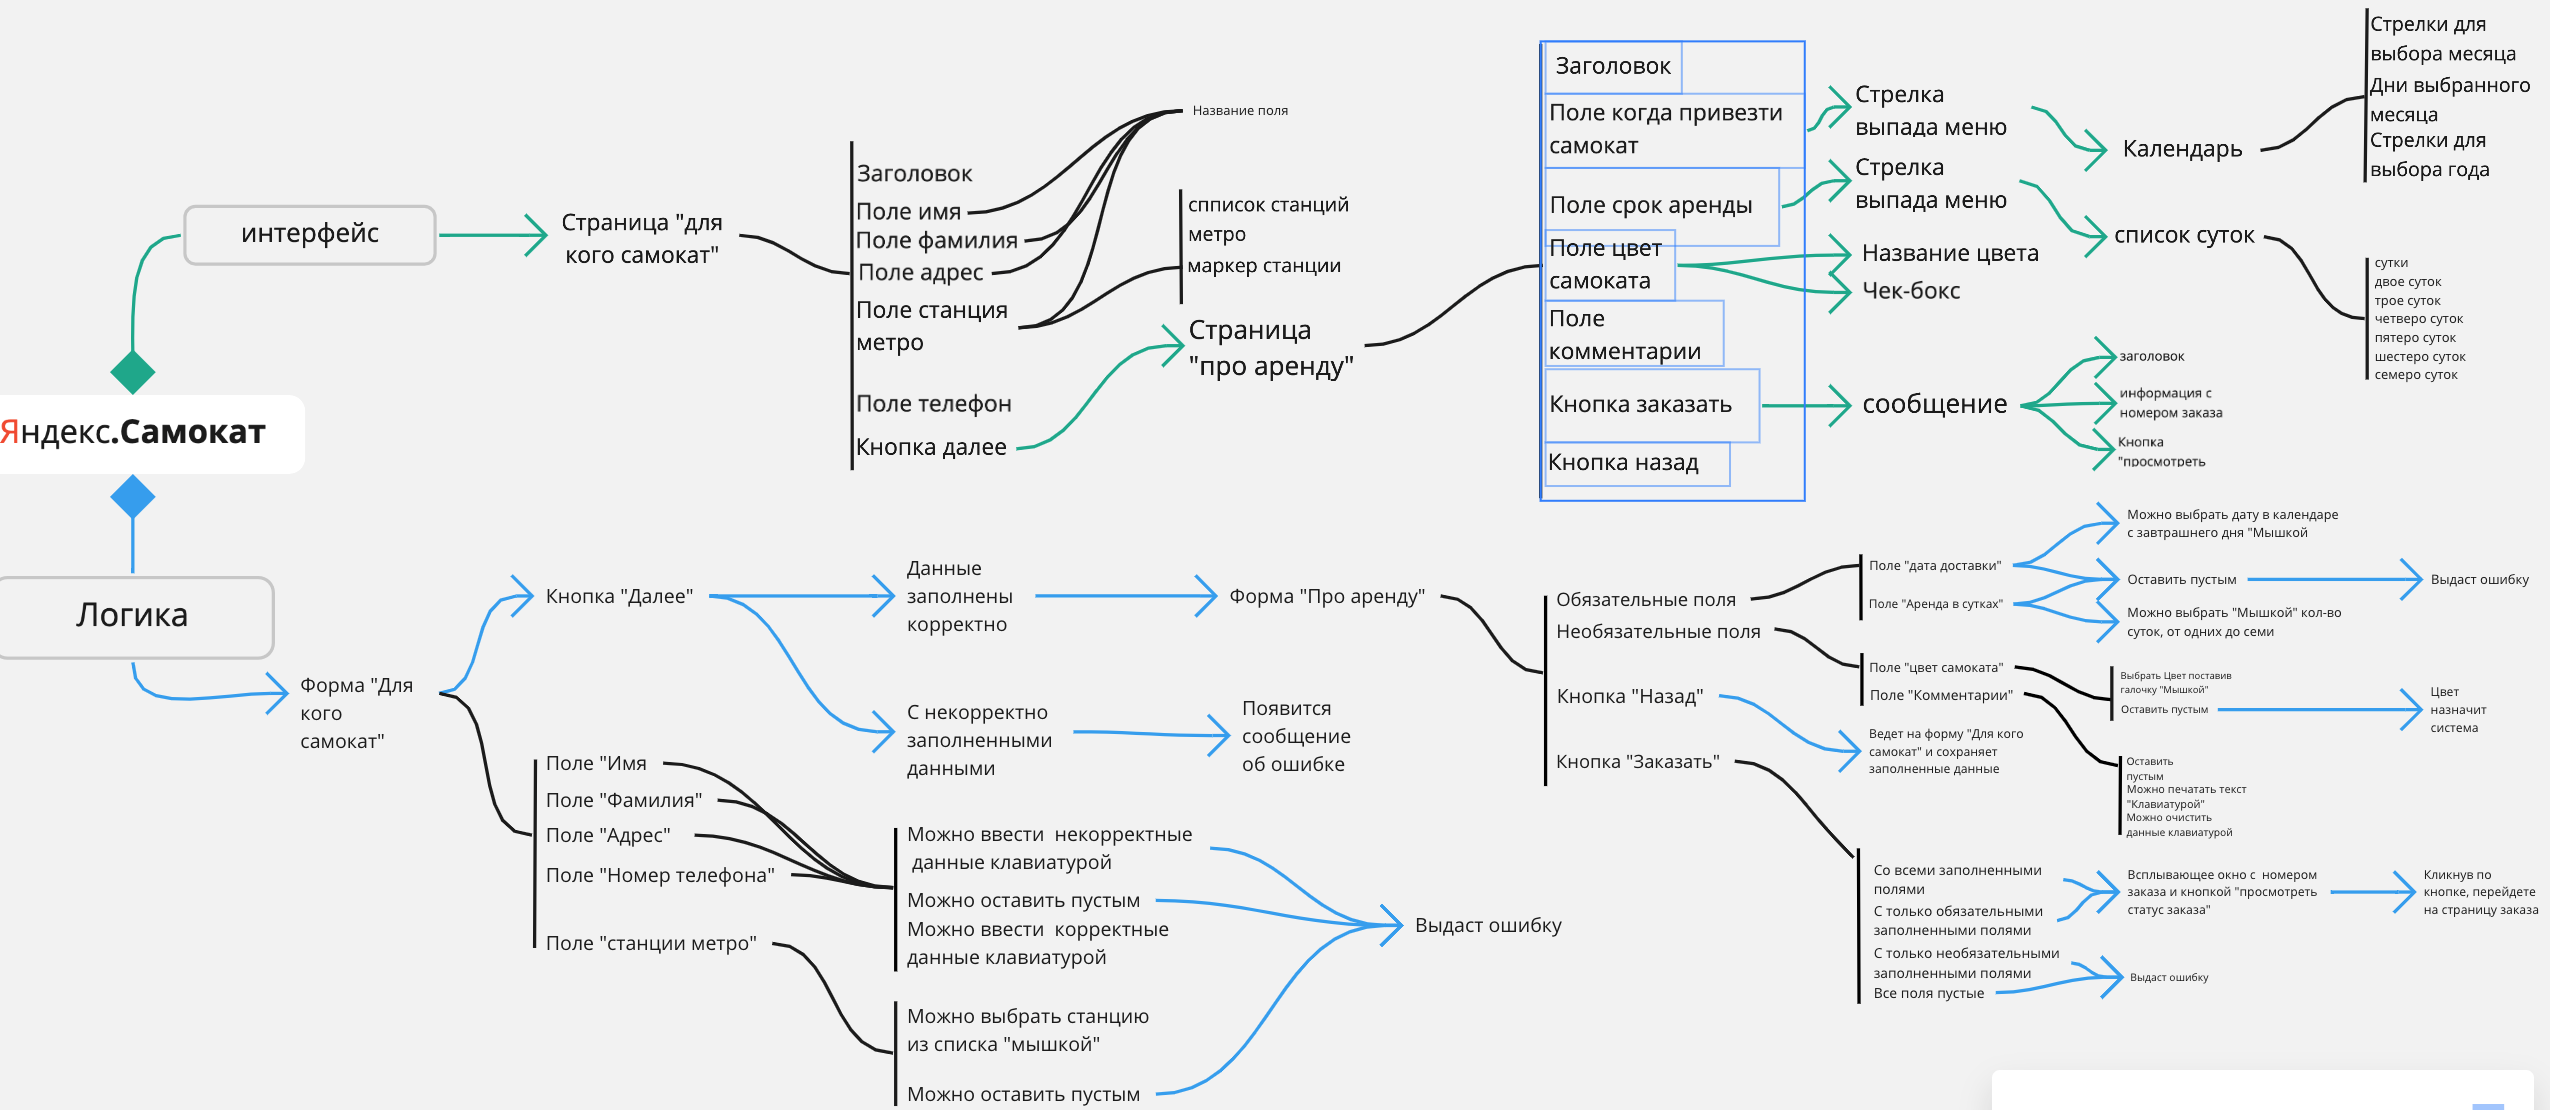 Яндекс.Самокат
интерфейс
Страница "для
кого самокат"
Заголовок
Поле имя
Поле фамилия
Поле адрес
Поле станция
метро
Поле телефон
Кнопка далее
Название поля
спписок станций
метро
маркер станции
Страница
"про аренду"
Заголовок
Поле когда привезти
самокат
Поле срок аренды
Поле цвет
самоката
Поле
комментарии
Кнопка заказать
Кнопка назад
Стрелка
выпада меню
Стрелка
выпада меню
Название цвета
Чек-бокс
сообщение
Календарь
список суток
Стрелки для
выбора месяца
Дни выбранного
месяца
Стрелки для
выбора года
сутки
двое суток
трое суток
четверо суток
пятеро суток
шестеро суток
семеро суток
заголовок
информация с
номером заказа
Кнопка
"просмотреть
Логика
Форма "Для
кого
самокат"
Кнопка "Далее"
Данные
заполнены
корректно
Форма "Про аренду"
С некорректно
заполненными
данными
Появится
сообщение
об ошибке
Поле "Имя
Поле "Фамилия"
Поле "Адрес"
Поле "Номер телефона"
Поле "станции метро"
Можно ввести некорректные
данные клавиатурой
Можно оставить пустым
Можно ввести корректные
данные клавиатурой
Можно выбрать станцию
из списка "мышкой"
Можно оставить пустым
Выдаст ошибку
Обязательные поля
Необязательные поля
Кнопка "Назад"
Кнопка "Заказать"
Поле "дата доставки"
Поле "Аренда в сутках"
Можно выбрать дату в календаре
с завтрашнего дня "Мышкой
Оставить пустым
Выдаст ошибку
Можно выбрать "Мышкой" кол-во
суток, от одних до семи
Поле "цвет самоката"
Поле "Комментарии"
Выбрать Цвет поставив
галочку "Мышкой"
Оставить пустым
Цвет
назначит
система
Ведет на форму "Для кого
самокат" и сохраняет
заполненные данные
Оставить
пустым
Можно печатать текст
"Клавиатурой"
Можно очистить
данные клавиатурой
Со всеми заполненными
полями
С только обязательными
заполненными полями
С только необязательными
заполненными полями
Все поля пустые
Всплывающее окно с номером
заказа и кнопкой "просмотреть
статус заказа"
Кликнув по
кнопке, перейдете
на страницу заказа
Выдаст ошибку